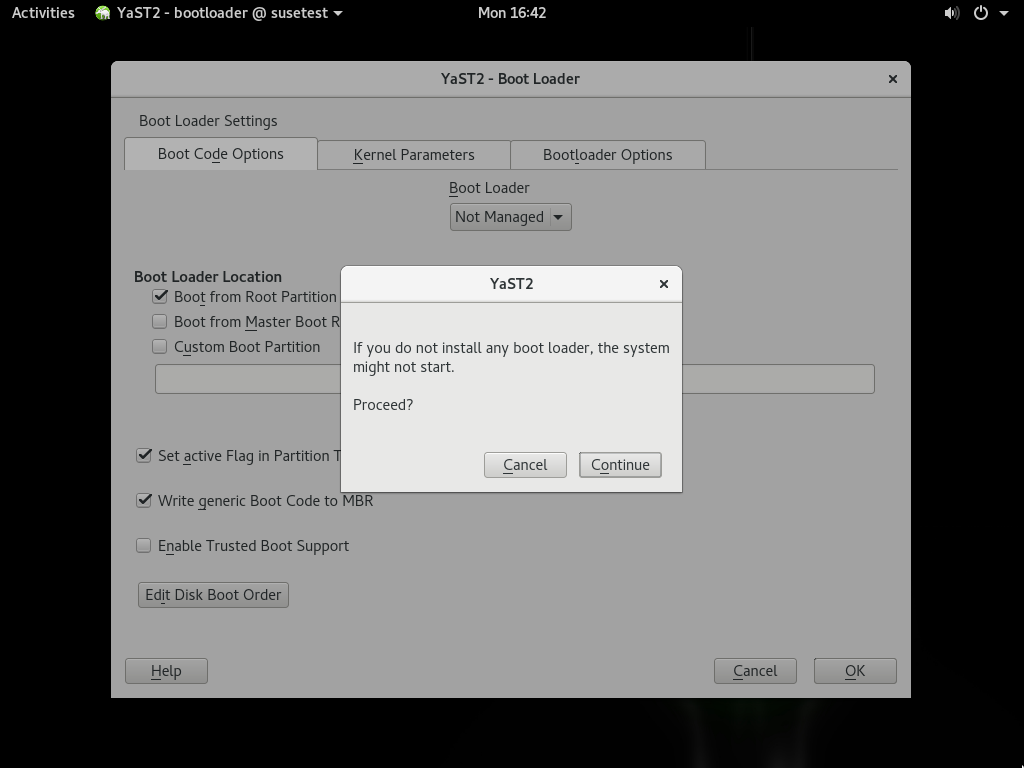 Activities YaST2 - bootloader @ susetest Mon 16:42
YaST2 - Boot Loader
Boot Loader Settings
Boot Code Options Kernel Parameters Bootloader Options
Boot Loader
Not Managed
Boot Loader Location
Boot from Root Partition
Boot from Master Boot R
Custom Boot Partition
YaST2
If you do not install any boot loader, the system
might not start.
Proceed?
Cancel Continue
Set active Flag in Partition T
Write generic Boot Code to MBR
Enable Trusted Boot Support
Edit Disk Boot Order
Help Cancel OK